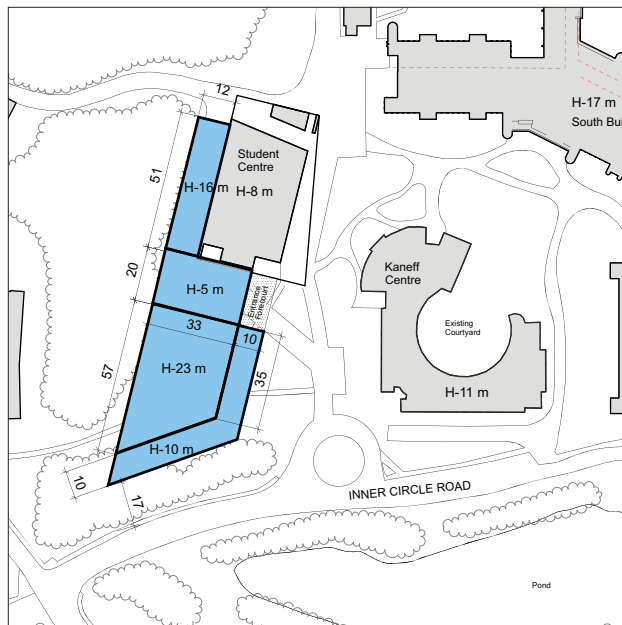 12
H-17 m
South Bui
Student
Centre
H-16 m
H-8 m
51
Kaneff
Centre
20
H-5 m
Entrance
Forecourt
33
10
Existing
Courtyard
H-23 m
35
57
H-11 m
H-10 m
10
17
INNER CIRCLE ROAD
Pond